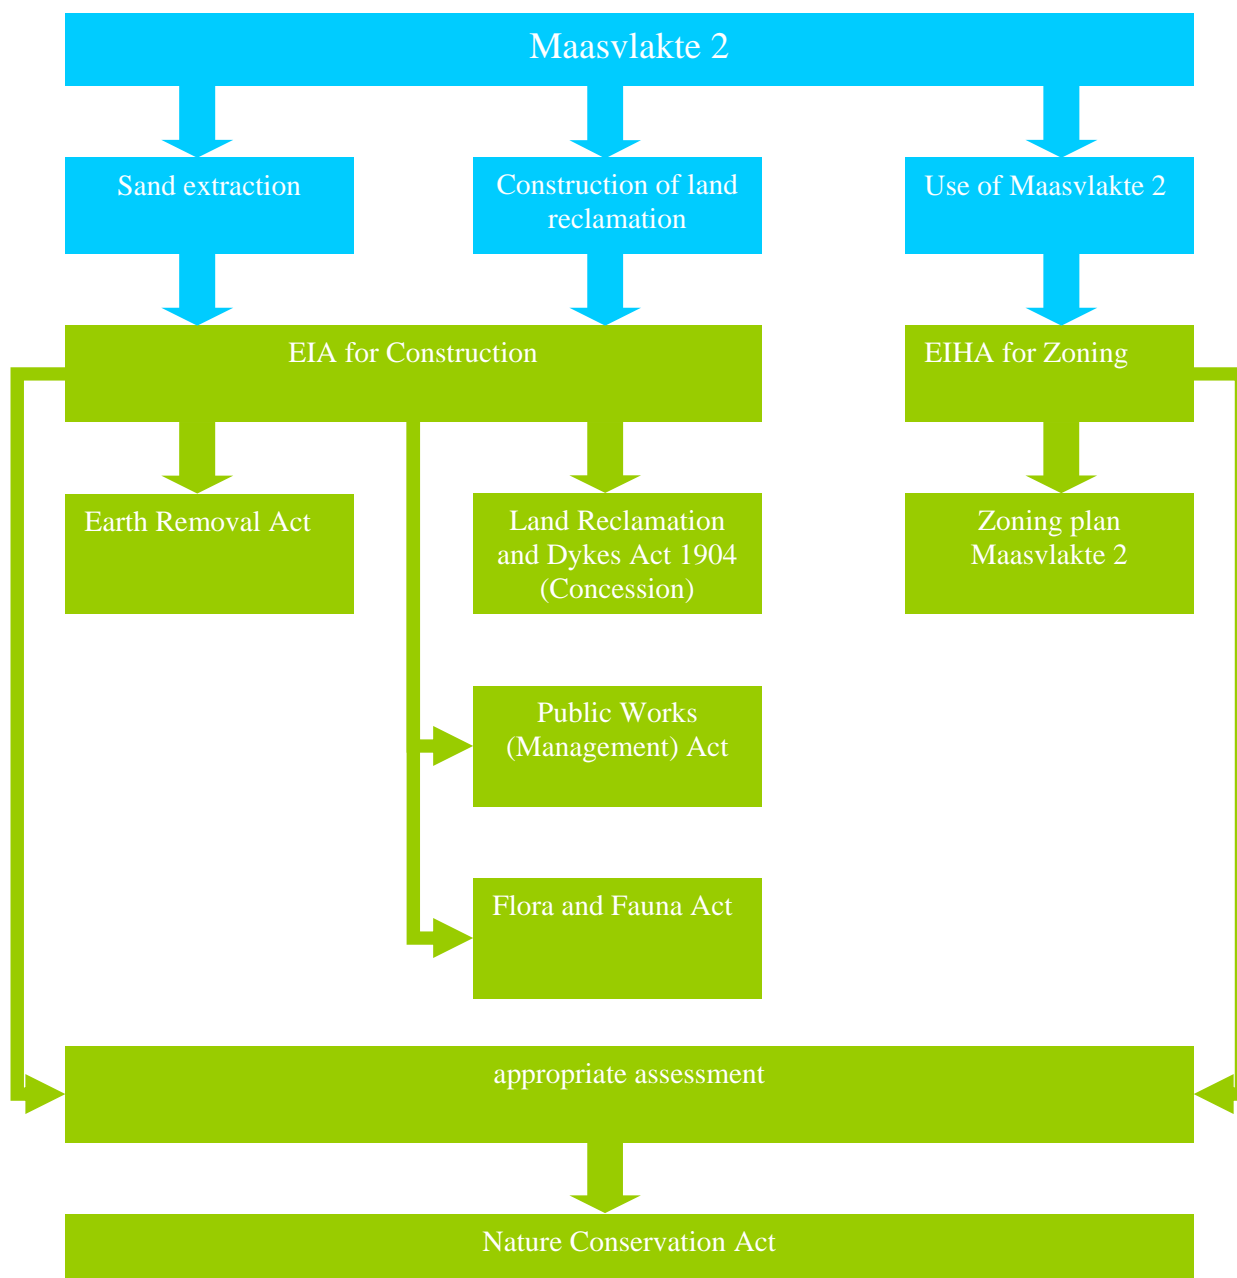 Maasvlakte 2
Sand extraction
Construction of land
reclamation
Use of Maasvlakte 2
EIA for Construction
EIHA for Zoning
Earth Removal Act
Land Reclamation
and Dykes Act 1904
(Concession)
Zoning plan
Maasvlakte 2
Public Works
(Management) Act
Flora and Fauna Act
appropriate assessment
Nature Conservation Act